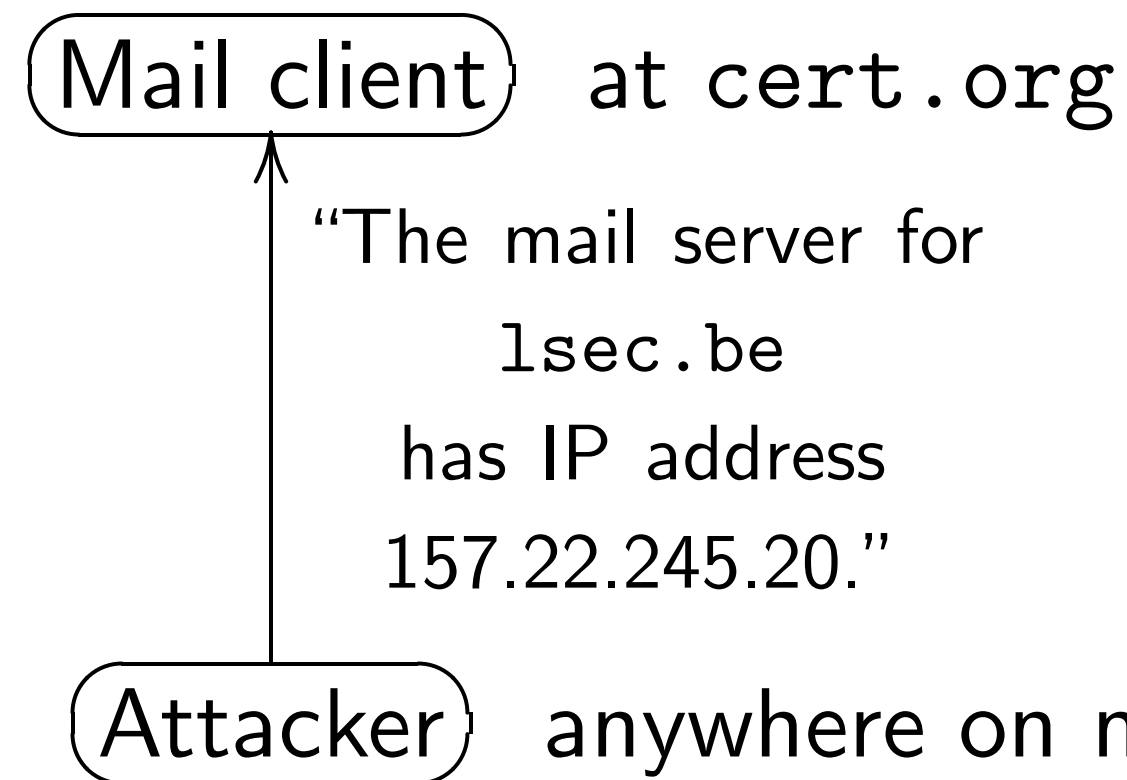 Mail client at cert.org
“The mail server for
lsec.be
has IP address
157.22.245.20.”
Attacker anywhere on